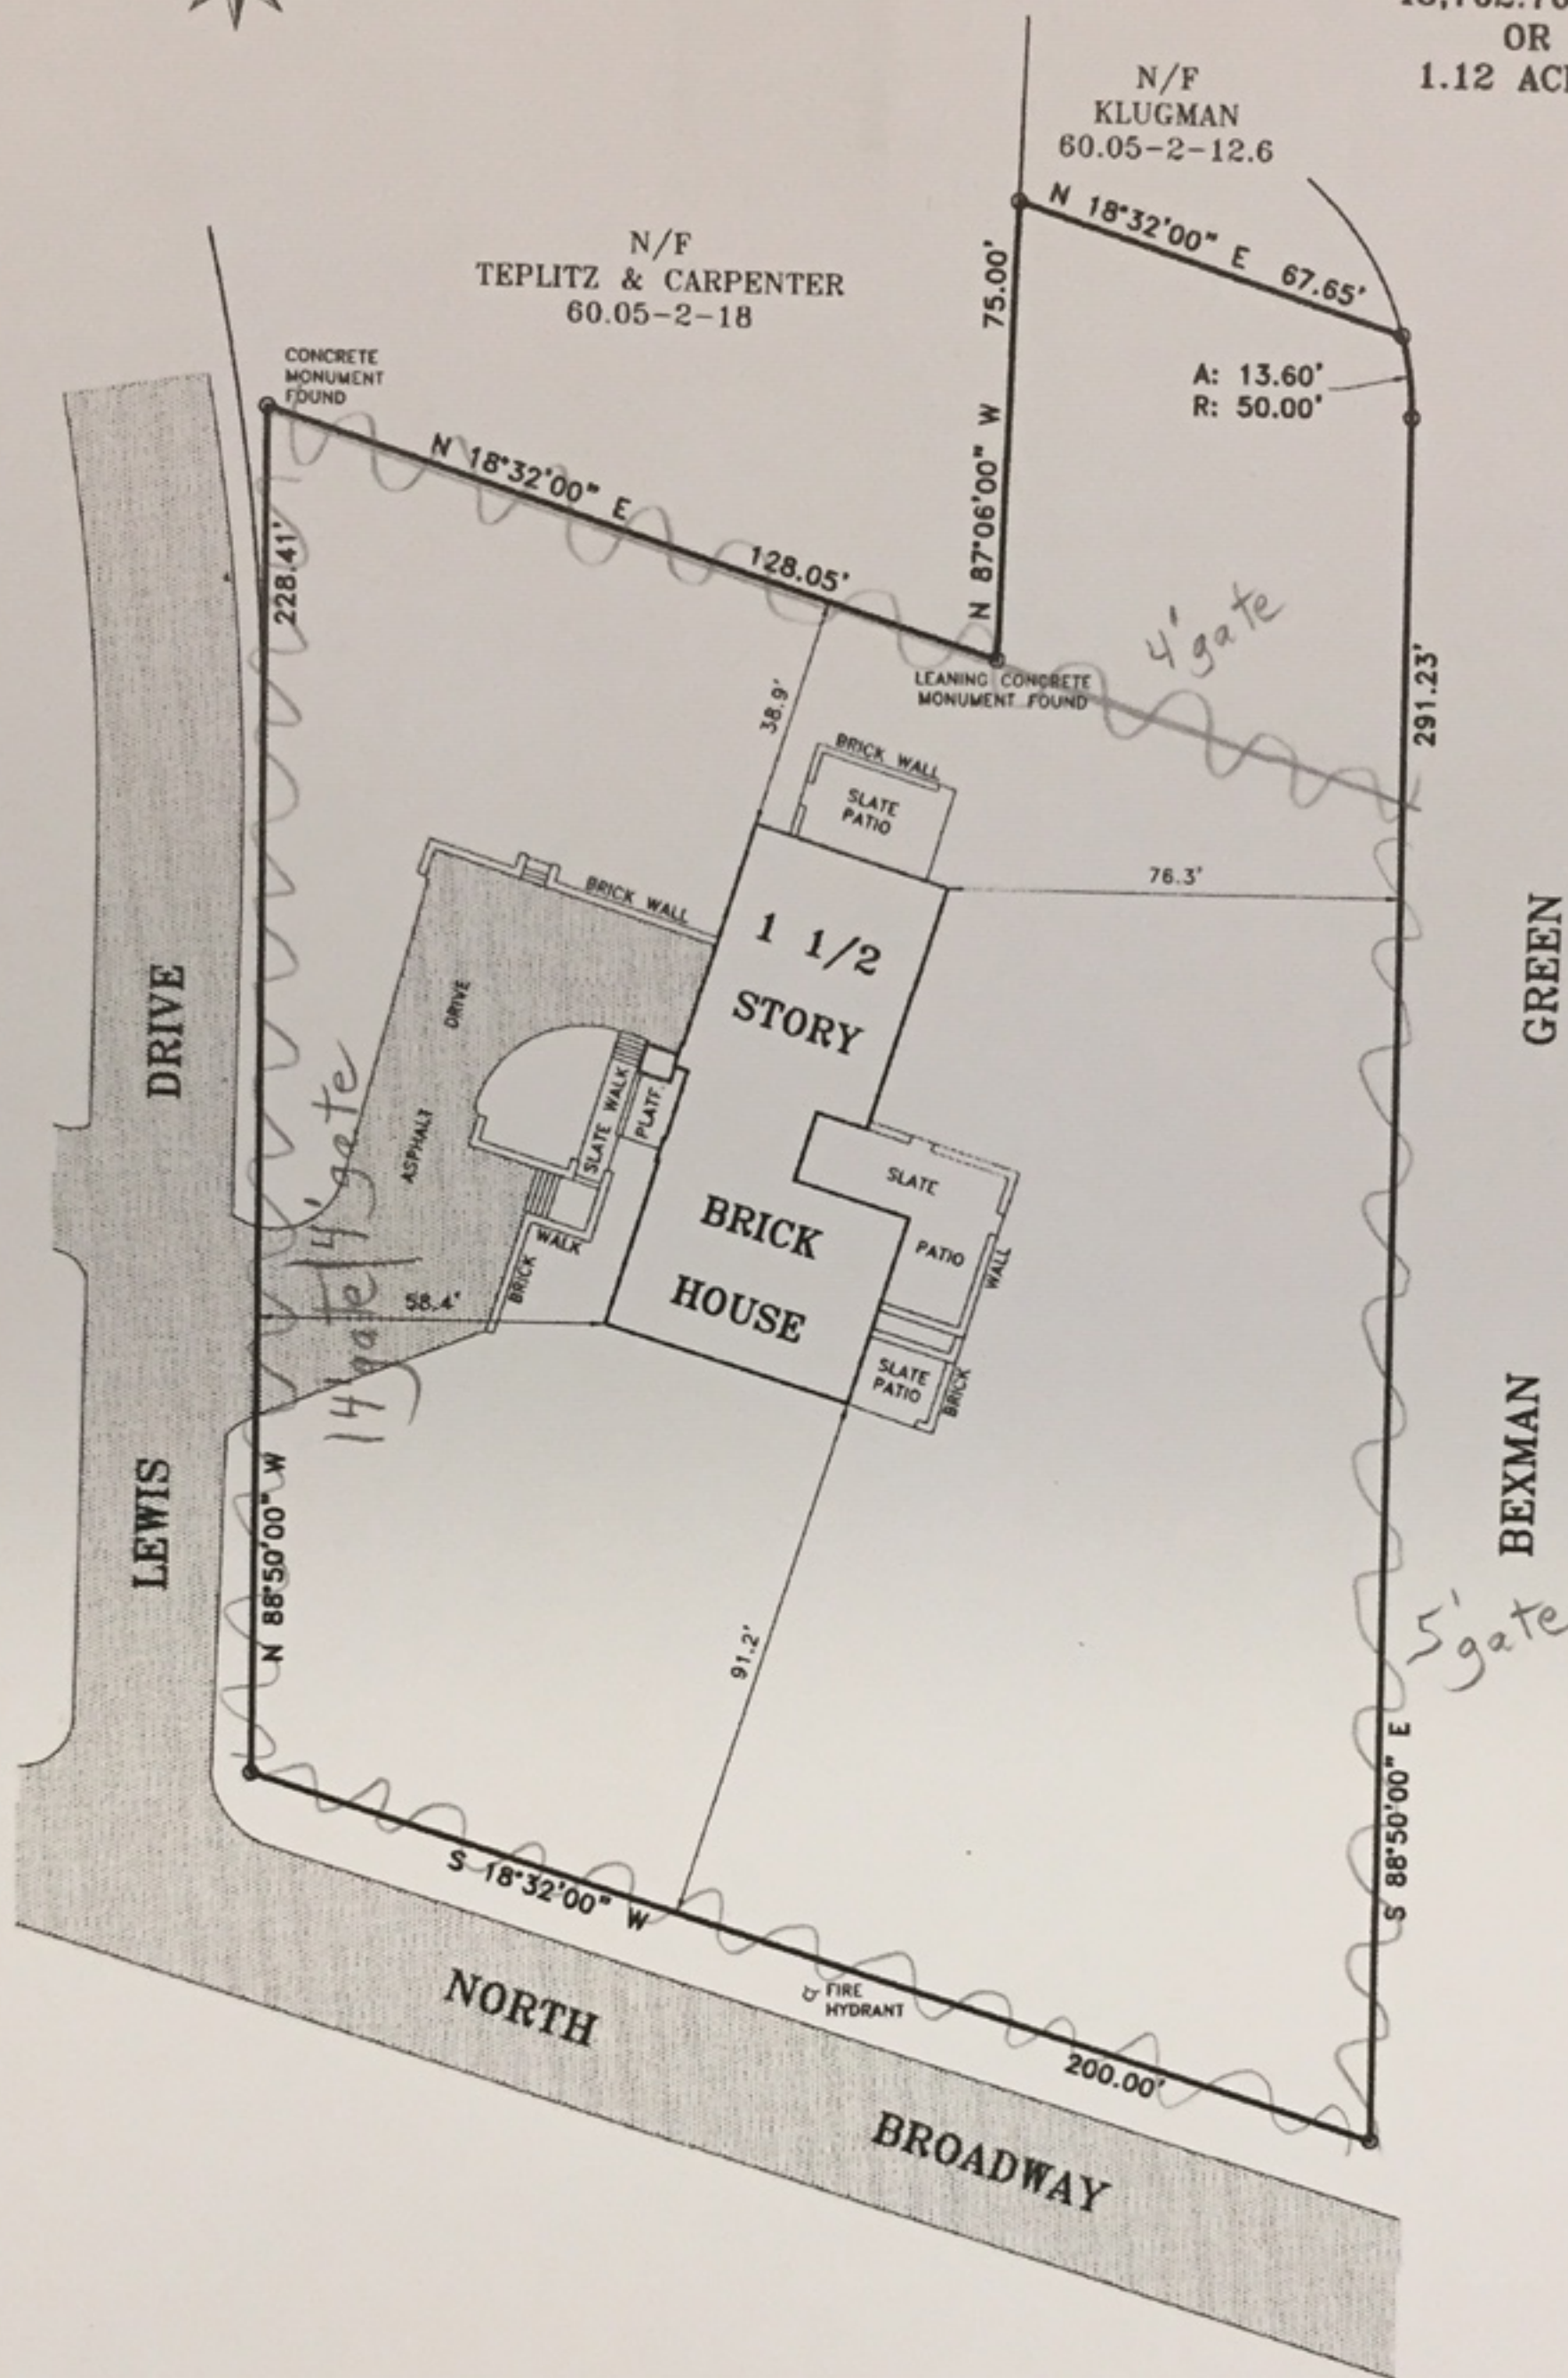 OR
N/F
KLUGMAN
60.05-2-12.6
N 18°32'00" E 67.65'
N/F
TEPLITZ & CARPENTER
60.05-2-18
75.00'
N 87°06'00" W
A: 13.60'
R: 50.00'
CONCRETE
MONUMENT
FOUND
N 18°32'00" E 128.05'
228.41'
4' gate
LEANING CONCRETE
MONUMENT FOUND
291.23'
38.9'
BRICK WALL
SLATE
PATIO
76.3'
BRICK WALL
1 1/2
STORY
GREEN
DRIVE
DRIVE
ASPHALT
SLATE WALK
PLATF.
14' gate
14' gate
SLATE
PATIO
WALL
BRICK
HOUSE
WALK
BRICK
58.4'
SLATE
PATIO
BRICK
BEXMAN
LEWIS
N 88°50'00" W
5' gate
91.2'
S 88°50'00" E
S 18°32'00" W
200.00'
FIRE
HYDRANT
NORTH
BROADWAY
1.12